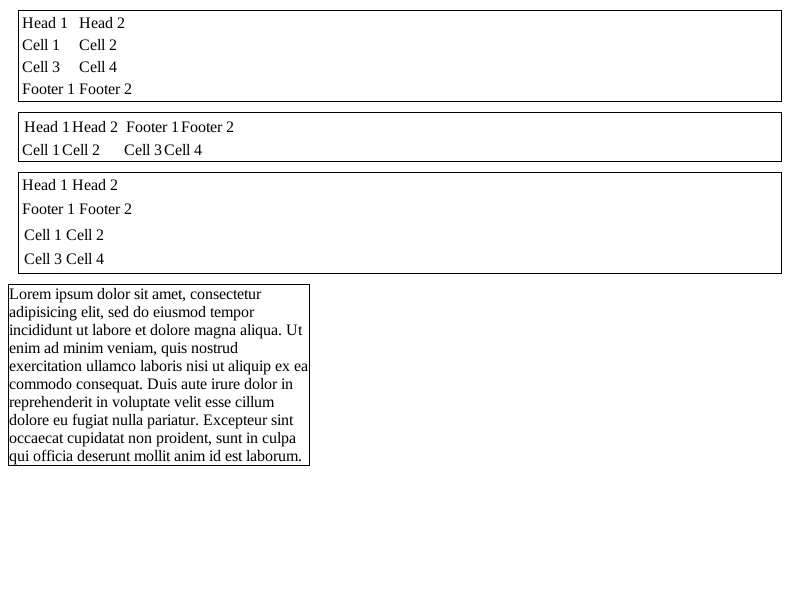 Head 1 Head 2
Cell 1 Cell 2
Cell 3 Cell 4
Footer 1 Footer 2
Head 1 Head 2 Footer 1 Footer 2
Cell 1 Cell 2 Cell 3 Cell 4
Head 1 Head 2
Footer 1 Footer 2
Cell 1 Cell 2
Cell 3 Cell 4
Lorem ipsum dolor sit amet, consectetur
adipisicing elit, sed do eiusmod tempor
incididunt ut labore et dolore magna aliqua. Ut
enim ad minim veniam, quis nostrud
exercitation ullamco laboris nisi ut aliquip ex ea
commodo consequat. Duis aute irure dolor in
reprehenderit in voluptate velit esse cillum
dolore eu fugiat nulla pariatur. Excepteur sint
occaecat cupidatat non proident, sunt in culpa
qui officia deserunt mollit anim id est laborum.